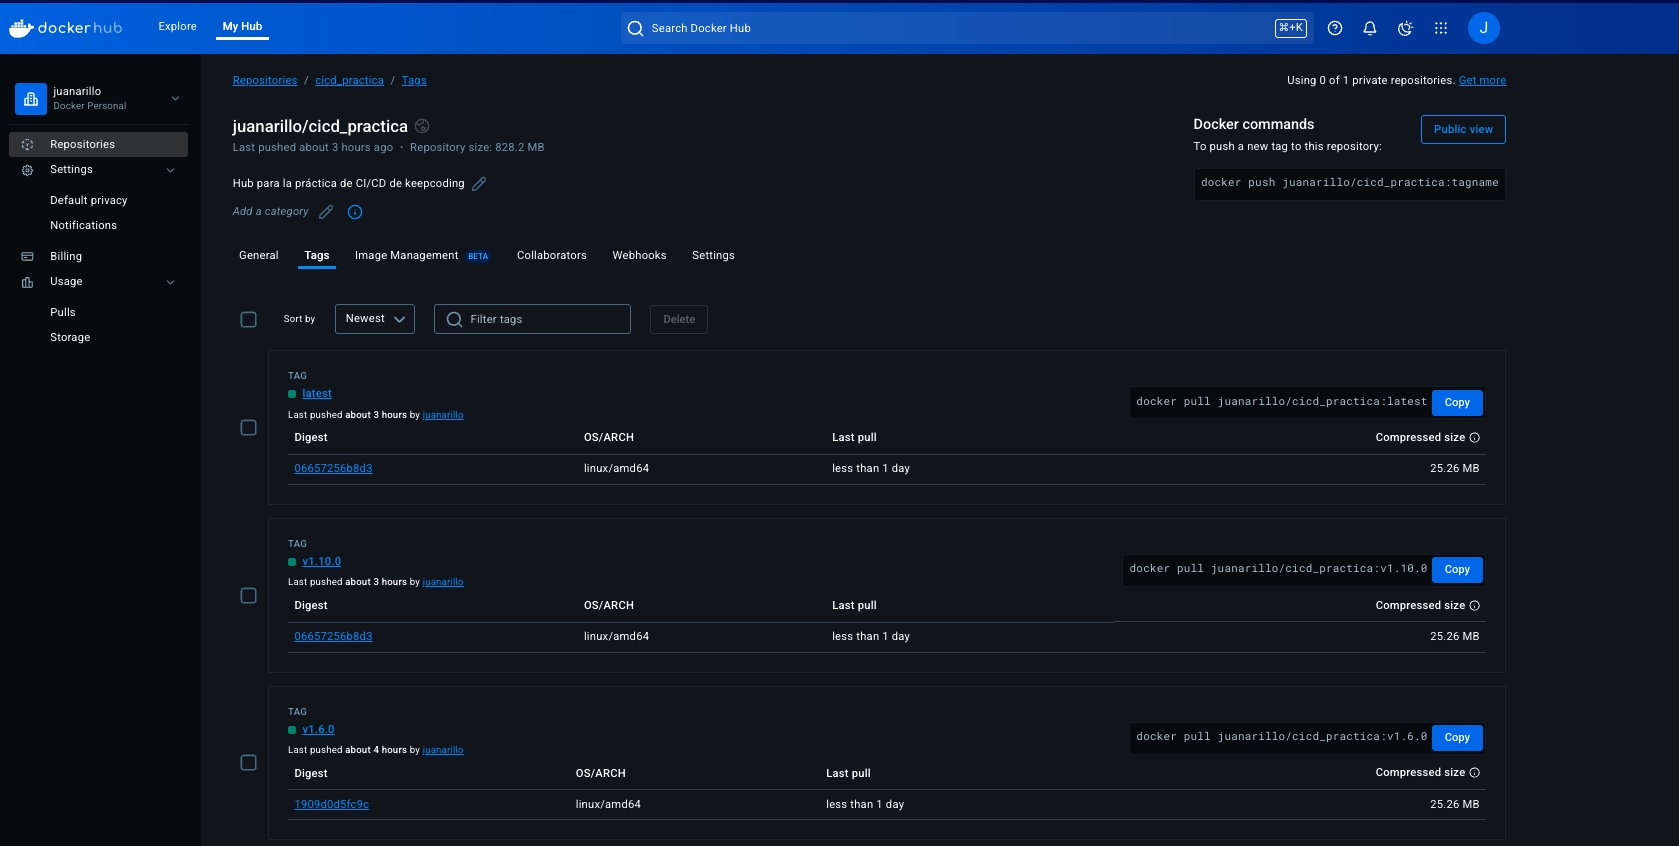 docker hub
Explore
My Hub
Search Docker Hub
⌘+K
J
juanarillo
Docker Personal
Repositories
Settings
Default privacy
Notifications
Billing
Usage
Pulls
Storage
Repositories / cicd_practica / Tags
Using 0 of 1 private repositories. Get more
juanarillo/cicd_practica
Last pushed about 3 hours ago • Repository size: 828.2 MB
Hub para la práctica de CI/CD de keepcoding
Add a category
Docker commands
Public view
To push a new tag to this repository:
docker push juanarillo/cicd_practica:tagname
General Tags Image Management BETA Collaborators Webhooks Settings
Sort by Newest Filter tags Delete
TAG
latest
Last pushed about 3 hours by juanarillo
docker pull juanarillo/cicd_practica:latest Copy
Digest OS/ARCH Last pull Compressed size
06657256b8d3 linux/amd64 less than 1 day 25.26 MB
TAG
v1.10.0
Last pushed about 3 hours by juanarillo
docker pull juanarillo/cicd_practica:v1.10.0 Copy
Digest OS/ARCH Last pull Compressed size
06657256b8d3 linux/amd64 less than 1 day 25.26 MB
TAG
v1.6.0
Last pushed about 4 hours by juanarillo
docker pull juanarillo/cicd_practica:v1.6.0 Copy
Digest OS/ARCH Last pull Compressed size
1909d0d5fc9c linux/amd64 less than 1 day 25.26 MB